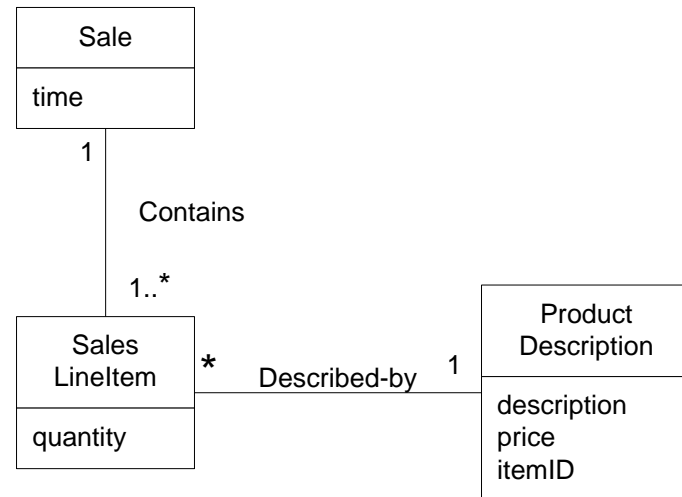 Sale
time
1
Contains
1..*
Sales
LineItem
quantity
*
Described-by
1
Product
Description
description
price
itemID